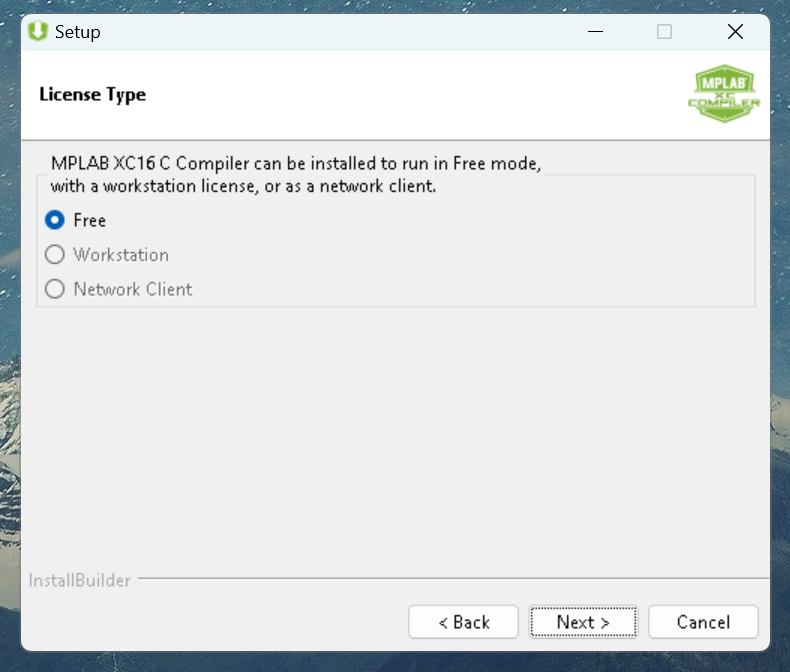 Setup
License Type
MPLAB
XC
COMPILER
MPLAB XC16 C Compiler can be installed to run in Free mode,
with a workstation license, or as a network client.
Free
Workstation
Network Client
InstallBuilder
< Back
Next >
Cancel